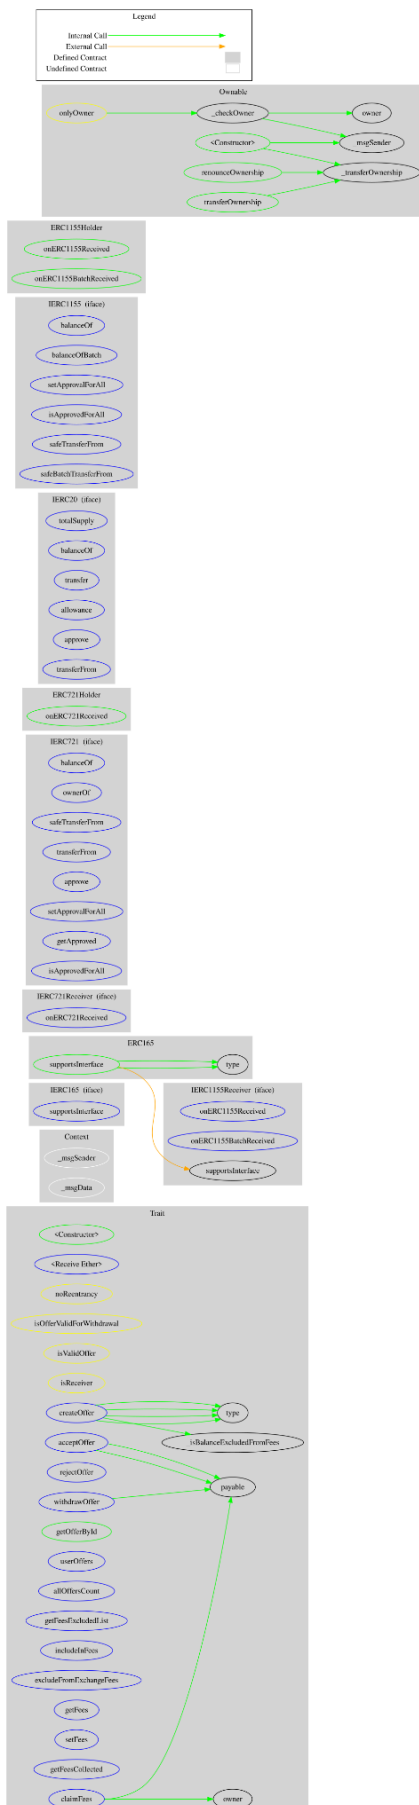 Legend
Internal Call
External Call
Defined Contract
Undefined Contract
Ownable
onlyOwner
_checkOwner
owner
<Constructor>
_msgSender
renounceOwnership
_transferOwnership
transferOwnership
ERC1155Holder
onERC1155Received
onERC1155BatchReceived
IERC1155 (iface)
balanceOf
balanceOfBatch
setApprovalForAll
isApprovedForAll
safeTransferFrom
safeBatchTransferFrom
IERC20 (iface)
totalSupply
balanceOf
transfer
allowance
approve
transferFrom
ERC721Holder
onERC721Received
IERC721 (iface)
balanceOf
ownerOf
safeTransferFrom
transferFrom
approve
setApprovalForAll
getApproved
isApprovedForAll
IERC721Receiver (iface)
onERC721Received
ERC165
supportsInterface
type
IERC165 (iface)
supportsInterface
IERC1155Receiver (iface)
onERC1155Received
onERC1155BatchReceived
supportsInterface
Context
_msgSender
_msgData
Trait
<Constructor>
<Receive Ether>
noReentrancy
isOfferValidForWithdrawal
isValidOffer
isReceiver
createOffer
type
acceptOffer
isBalanceExcludedFromFees
rejectOffer
payable
withdrawOffer
getOfferById
userOffers
allOffersCount
getFeesExcludedList
includeInFees
excludeFromExchangeFees
getFees
setFees
getFeesCollected
claimFees
owner